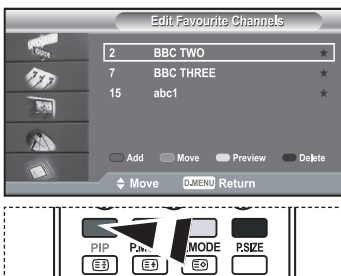 Edit Favourite Channels
GUIDE
2 BBC TWO ★
7 BBC THREE ★
15 abc1 ★
Add Move Preview Delete
Move D.MENU Return
PIP P.M MODE P.SIZE